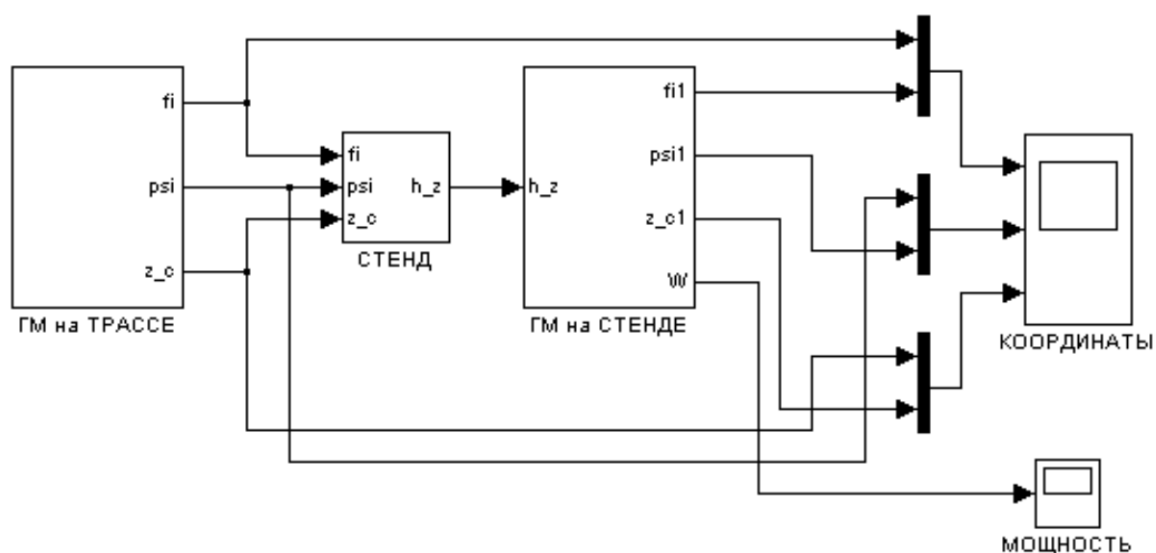 fi
psi
z_c
ГМ на ТРАССЕ
fi
psi
z_c
h_z
СТЕНД
h_z
fi1
psi1
z_c1
W
ГМ на СТЕНДЕ
КООРДИНАТЫ
МОЩНОСТЬ